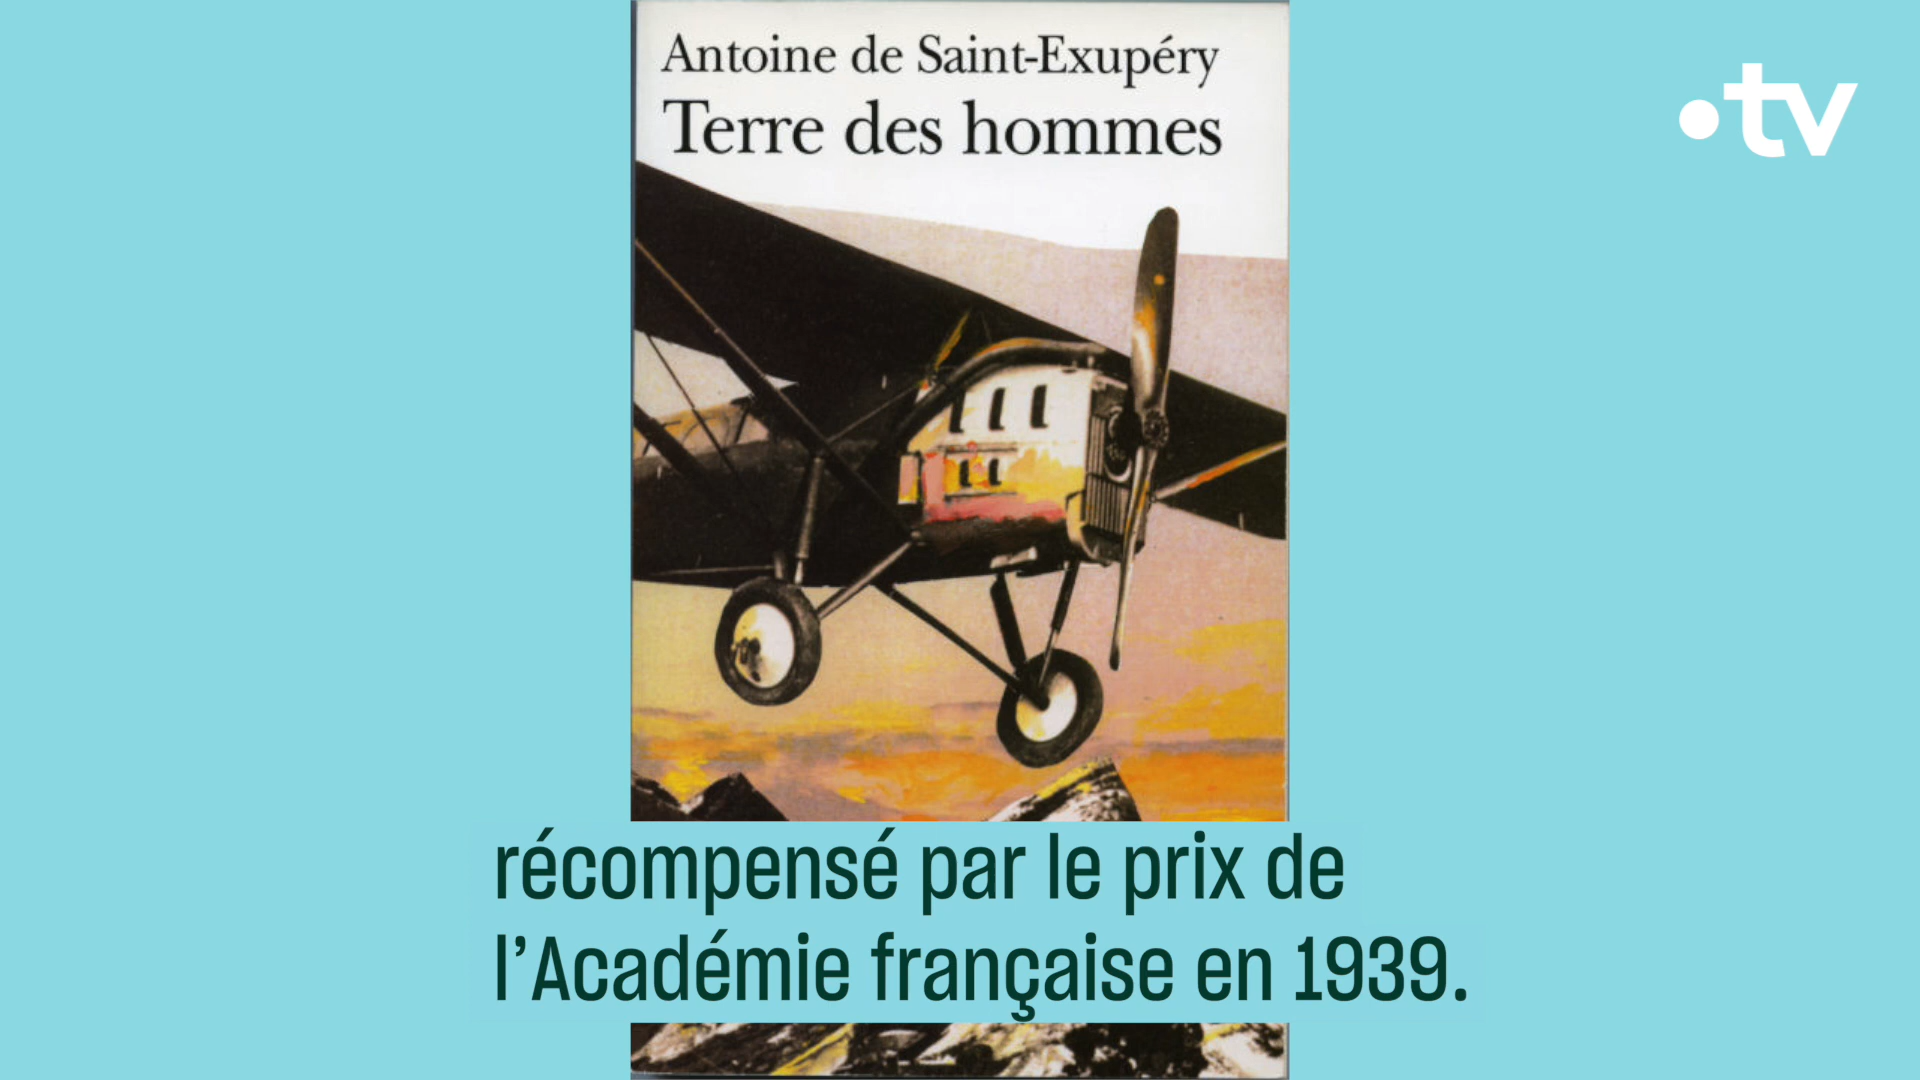 Antoine de Saint-Exupéry
Terre des hommes
•tv
récompensé par le prix de
l’Académie française en 1939.